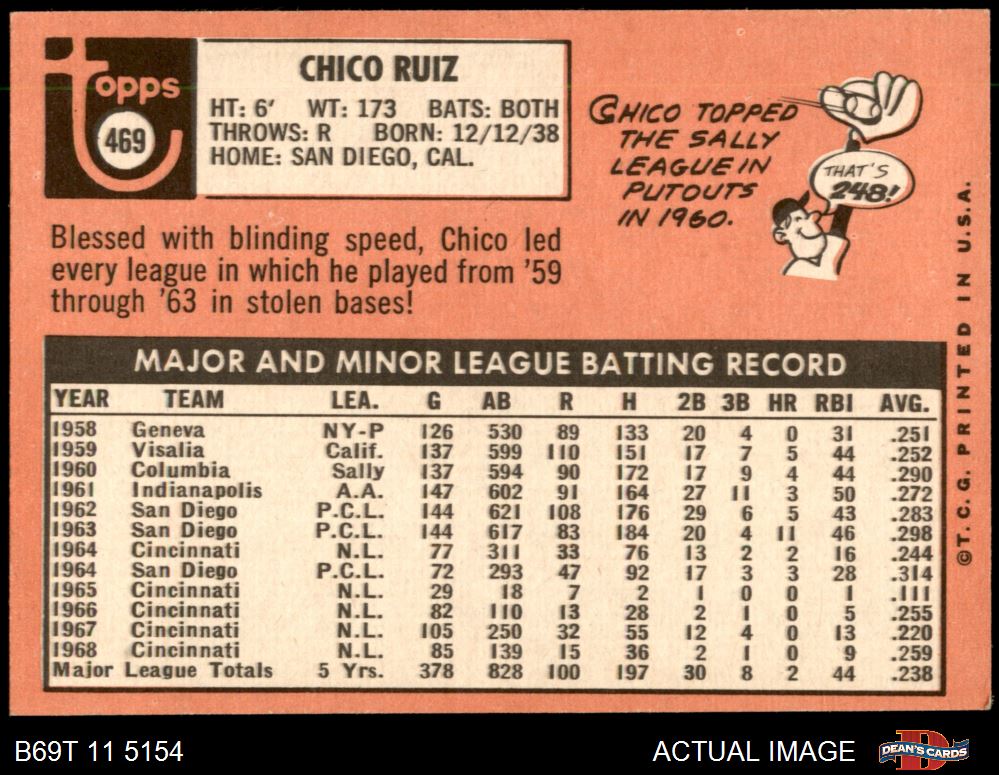 topps
469
CHICO RUIZ
HT: 6' WT: 173 BATS: BOTH
THROWS: R BORN: 12/12/38
HOME: SAN DIEGO, CAL.
CHICO TOPPED
THE SALLY
LEAGUE IN
PUTOUTS
IN 1960.
THAT'S
248!
Blessed with blinding speed, Chico led
every league in which he played from '59
through '63 in stolen bases!
MAJOR AND MINOR LEAGUE BATTING RECORD
YEAR TEAM LEA. G AB R H 2B 3B HR RBI AVG.
1958 Geneva NY-P 126 530 89 133 20 4 0 31 .251
1959 Visalia Calif. 137 599 110 151 17 7 5 44 .252
1960 Columbia Sally 137 594 90 172 17 9 4 44 .290
1961 Indianapolis A.A. 147 602 91 164 27 11 3 50 .272
1962 San Diego P.C.L. 144 621 108 176 29 6 5 43 .283
1963 San Diego P.C.L. 144 617 83 184 20 4 11 46 .298
1964 Cincinnati N.L. 77 311 33 76 13 2 2 16 .244
1964 San Diego P.C.L. 72 293 47 92 17 3 3 28 .314
1965 Cincinnati N.L. 29 18 7 2 1 0 0 1 .111
1966 Cincinnati N.L. 82 110 13 28 2 1 0 5 .255
1967 Cincinnati N.L. 105 250 32 55 12 4 0 13 .220
1968 Cincinnati N.L. 85 139 15 36 2 1 0 9 .259
Major League Totals 5 Yrs. 378 828 100 197 30 8 2 44 .238
©T.C.G. PRINTED IN U.S.A.
B69T 11 5154
ACTUAL IMAGE
D
DEAN'S CARDS